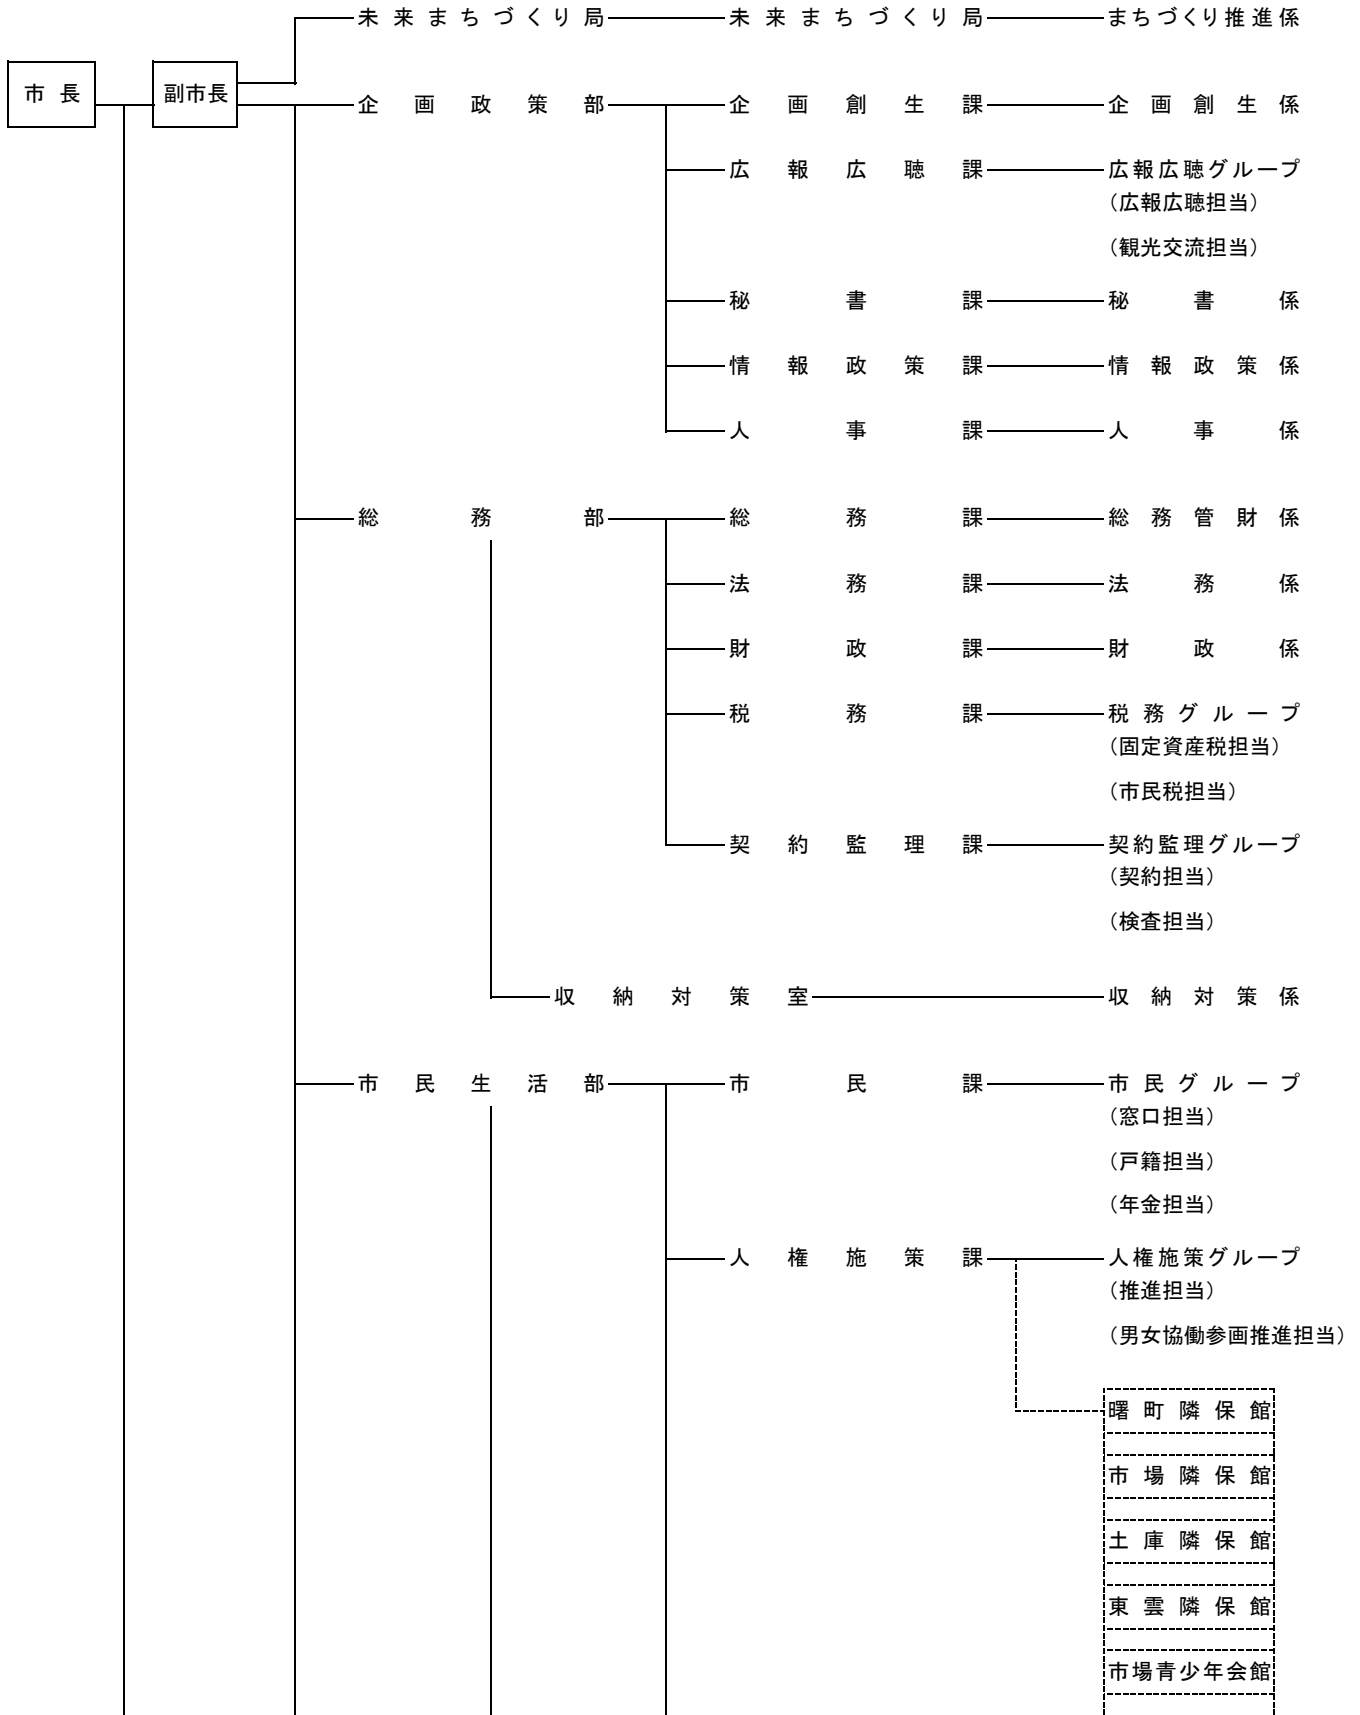 未来まちづくり局 未来まちづくり局 まちづくり推進係
市長 副市長
企画政策部 企画創生課 企画創生係
広報広聴課 広報広聴グループ
（広報広聴担当）
（観光交流担当）
秘書課 秘書係
情報政策課 情報政策係
人事課 人事係
総務部 総務課 総務管財係
法務課 法務係
財政課 財政係
税務課 税務グループ
（固定資産税担当）
（市民税担当）
契約監理課 契約監理グループ
（契約担当）
（検査担当）
収納対策室 収納対策係
市民生活部 市民課 市民グループ
（窓口担当）
（戸籍担当）
（年金担当）
人権施策課 人権施策グループ
（推進担当）
（男女協働参画推進担当）
曙町隣保館
市場隣保館
土庫隣保館
東雲隣保館
市場青少年会館